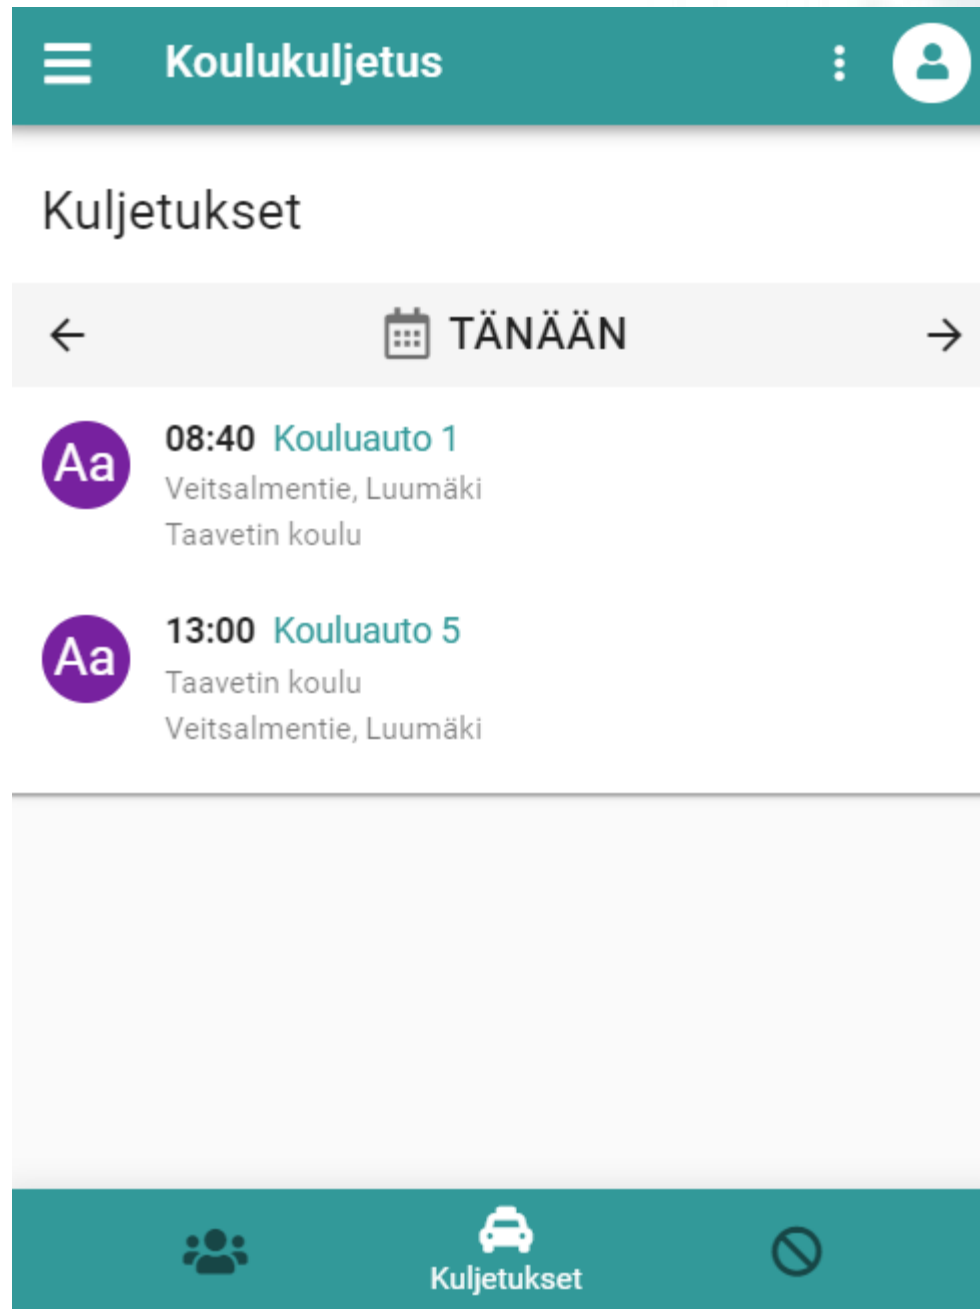 Koulukuljetus
Kuljetukset
TÄNÄÄN
Aa
08:40 Kouluauto 1
Veitsalmentie, Luumäki
Taavetin koulu
Aa
13:00 Kouluauto 5
Taavetin koulu
Veitsalmentie, Luumäki
Kuljetukset